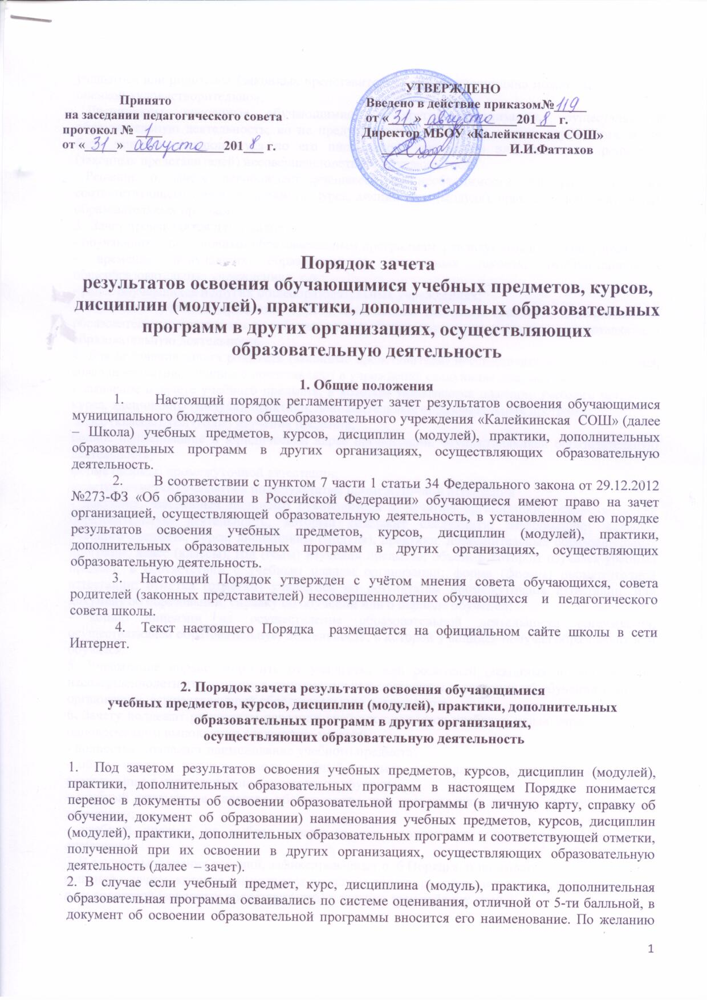 Принято
на заседании педагогического совета
протокол № 1
от « 31 » августа 2018 г.
УТВЕРЖДЕНО
Введено в действие приказом№ 119
от « 31 » августа 2018 г.
Директор МБОУ «Калейкинская СОШ»
И.И.Фаттахов
Порядок зачета
результатов освоения обучающимися учебных предметов, курсов,
дисциплин (модулей), практики, дополнительных образовательных
программ в других организациях, осуществляющих
образовательную деятельность
1. Общие положения
1. Настоящий порядок регламентирует зачет результатов освоения обучающимися
муниципального бюджетного общеобразовательного учреждения «Калейкинская СОШ» (далее
– Школа) учебных предметов, курсов, дисциплин (модулей), практики, дополнительных
образовательных программ в других организациях, осуществляющих образовательную
деятельность.
2. В соответствии с пунктом 7 части 1 статьи 34 Федерального закона от 29.12.2012
№273-ФЗ «Об образовании в Российской Федерации» обучающиеся имеют право на зачет
организацией, осуществляющей образовательную деятельность, в установленном ею порядке
результатов освоения учебных предметов, курсов, дисциплин (модулей), практики,
дополнительных образовательных программ в других организациях, осуществляющих
образовательную деятельность.
3. Настоящий Порядок утвержден с учётом мнения совета обучающихся, совета
родителей (законных представителей) несовершеннолетних обучающихся и педагогического
совета школы.
4. Текст настоящего Порядка размещается на официальном сайте школы в сети
Интернет.
2. Порядок зачета результатов освоения обучающимися
учебных предметов, курсов, дисциплин (модулей), практики, дополнительных
образовательных программ в других организациях,
осуществляющих образовательную деятельность
1. Под зачетом результатов освоения учебных предметов, курсов, дисциплин (модулей),
практики, дополнительных образовательных программ в настоящем Порядке понимается
перенос в документы об освоении образовательной программы (в личную карту, справку об
обучении, документ об образовании) наименования учебных предметов, курсов, дисциплин
(модулей), практики, дополнительных образовательных программ и соответствующей отметки,
полученной при их освоении в других организациях, осуществляющих образовательную
деятельность (далее – зачет).
2. В случае если учебный предмет, курс, дисциплина (модуль), практика, дополнительная
образовательная программа осваивались по системе оценивания, отличной от 5-ти балльной, в
документ об освоении образовательной программы вносится его наименование. По желанию
1